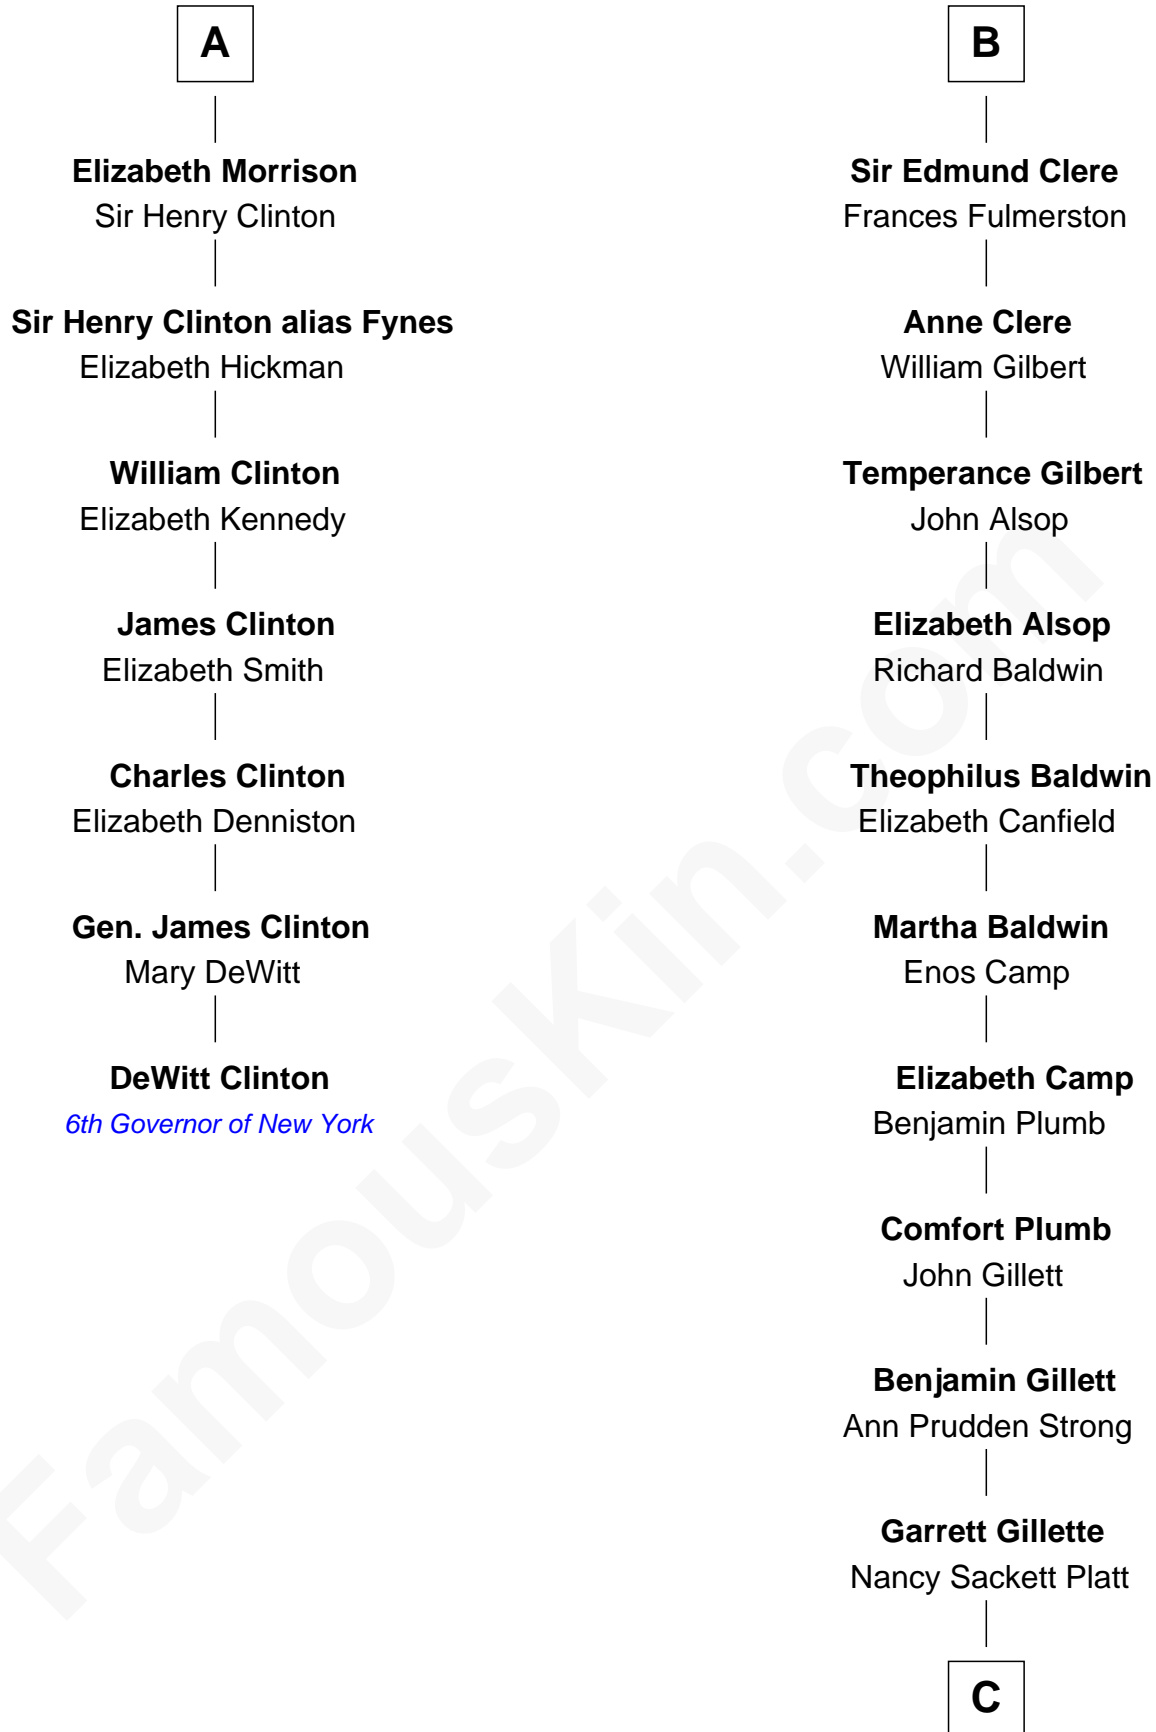 A
Elizabeth Morrison
Sir Henry Clinton
Sir Henry Clinton alias Fynes
Elizabeth Hickman
William Clinton
Elizabeth Kennedy
James Clinton
Elizabeth Smith
Charles Clinton
Elizabeth Denniston
Gen. James Clinton
Mary DeWitt
DeWitt Clinton
6th Governor of New York
B
Sir Edmund Clere
Frances Fulmerston
Anne Clere
William Gilbert
Temperance Gilbert
John Alsop
Elizabeth Alsop
Richard Baldwin
Theophilus Baldwin
Elizabeth Canfield
Martha Baldwin
Enos Camp
Elizabeth Camp
Benjamin Plumb
Comfort Plumb
John Gillett
Benjamin Gillett
Ann Prudden Strong
Garrett Gillette
Nancy Sackett Platt
C
FamousKin.com